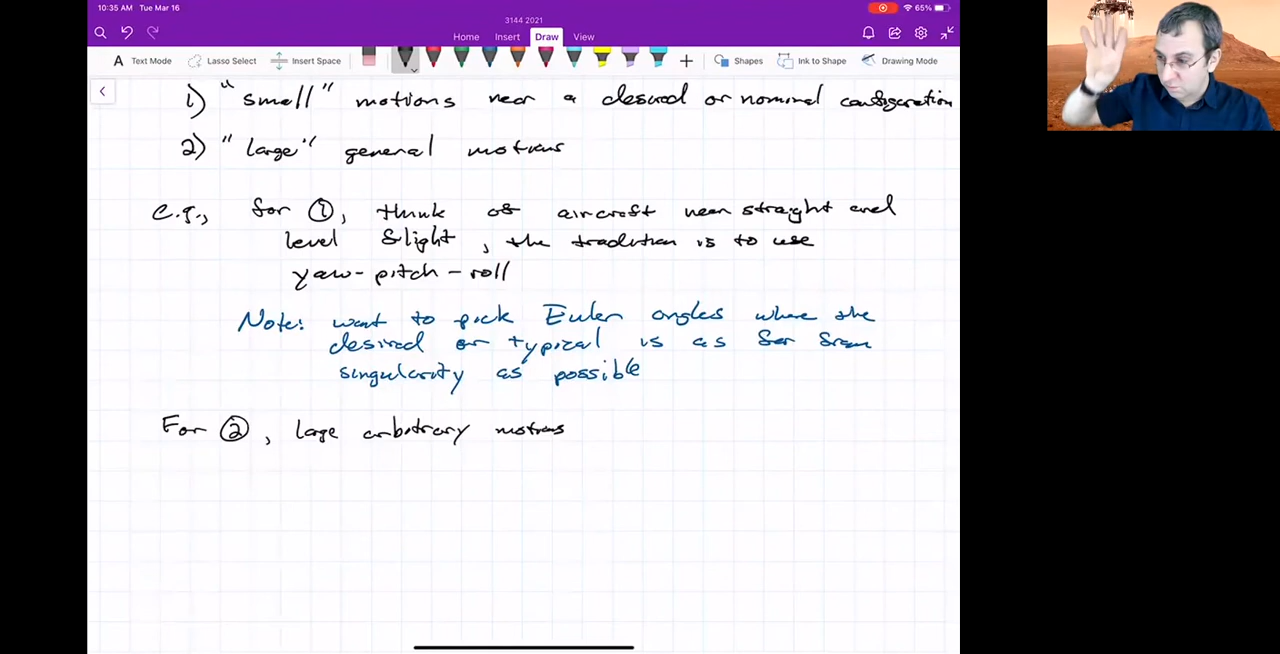 10:35 AM Tue Mar 16
65%
3144 2021
Home Insert Draw View
A Text Mode Lasso Select Insert Space Shapes Ink to Shape Drawing Mode
1) "small" motions near a desired or nominal configuration
2) "large" general motions
e.g., for ①, think of aircraft near straight and
level flight, the tradition is to use
yaw-pitch-roll
Note: want to pick Euler angles where the
desired or typical is as far from
singularity as possible
For ②, large arbitrary motions